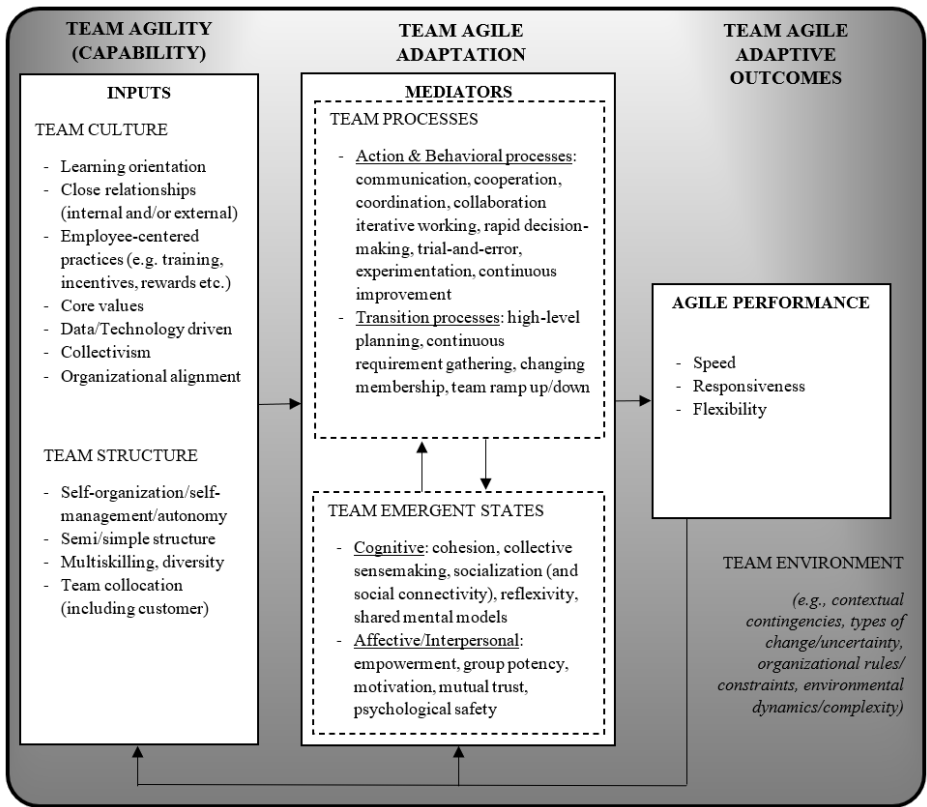 TEAM AGILITY
(CAPABILITY)
INPUTS
TEAM CULTURE
- Learning orientation
- Close relationships
(internal and/or external)
- Employee-centered
practices (e.g. training,
incentives, rewards etc.)
- Core values
- Data/Technology driven
- Collectivism
- Organizational alignment
TEAM STRUCTURE
- Self-organization/self-
management/autonomy
- Semi/simple structure
- Multiskilling, diversity
- Team collocation
(including customer)
TEAM AGILE
ADAPTATION
MEDIATORS
TEAM PROCESSES
- Action & Behavioral processes:
communication, cooperation,
coordination, collaboration
iterative working, rapid decision-
making, trial-and-error,
experimentation, continuous
improvement
- Transition processes: high-level
planning, continuous
requirement gathering, changing
membership, team ramp up/down
TEAM EMERGENT STATES
- Cognitive: cohesion, collective
sensemaking, socialization (and
social connectivity), reflexivity,
shared mental models
- Affective/Interpersonal:
empowerment, group potency,
motivation, mutual trust,
psychological safety
TEAM AGILE
ADAPTIVE
OUTCOMES
AGILE PERFORMANCE
- Speed
- Responsiveness
- Flexibility
TEAM ENVIRONMENT
(e.g., contextual
contingencies, types of
change/uncertainty,
organizational rules/
constraints, environmental
dynamics/complexity)